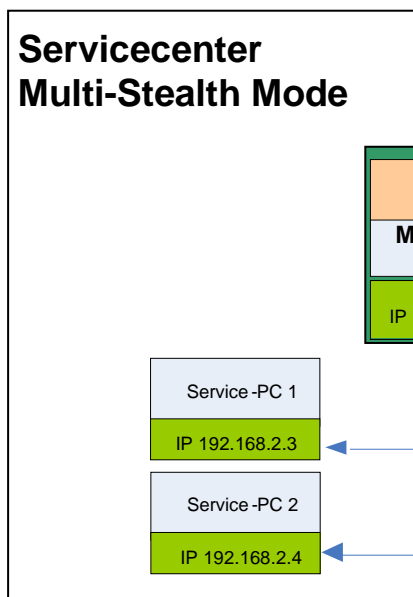 Servicecenter
Multi-Stealth Mode
M
IP
Service-PC 1
IP 192.168.2.3
Service-PC 2
IP 192.168.2.4